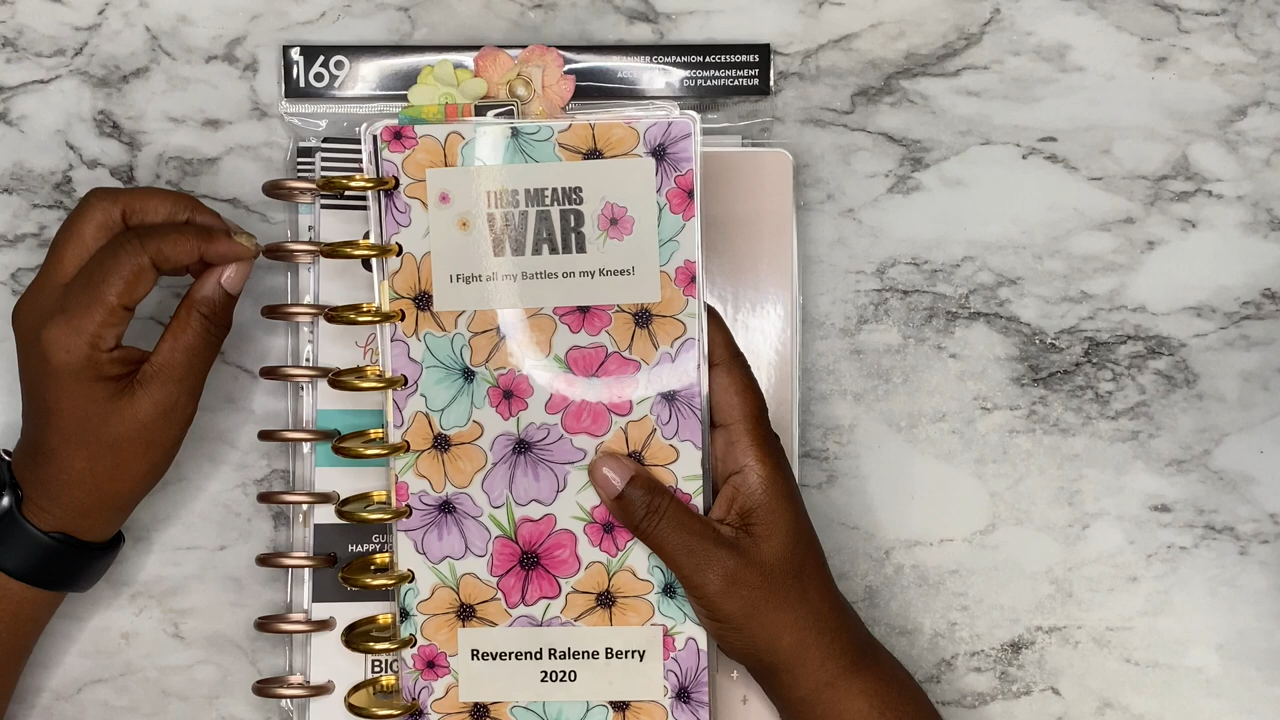 169
PLANNER COMPANION ACCESSORIES
DU PLANIFICATEUR
THIS MEANS
WAR
I Fight all my Battles on my Knees!
HAPPY
BIG
Reverend Ralene Berry
2020